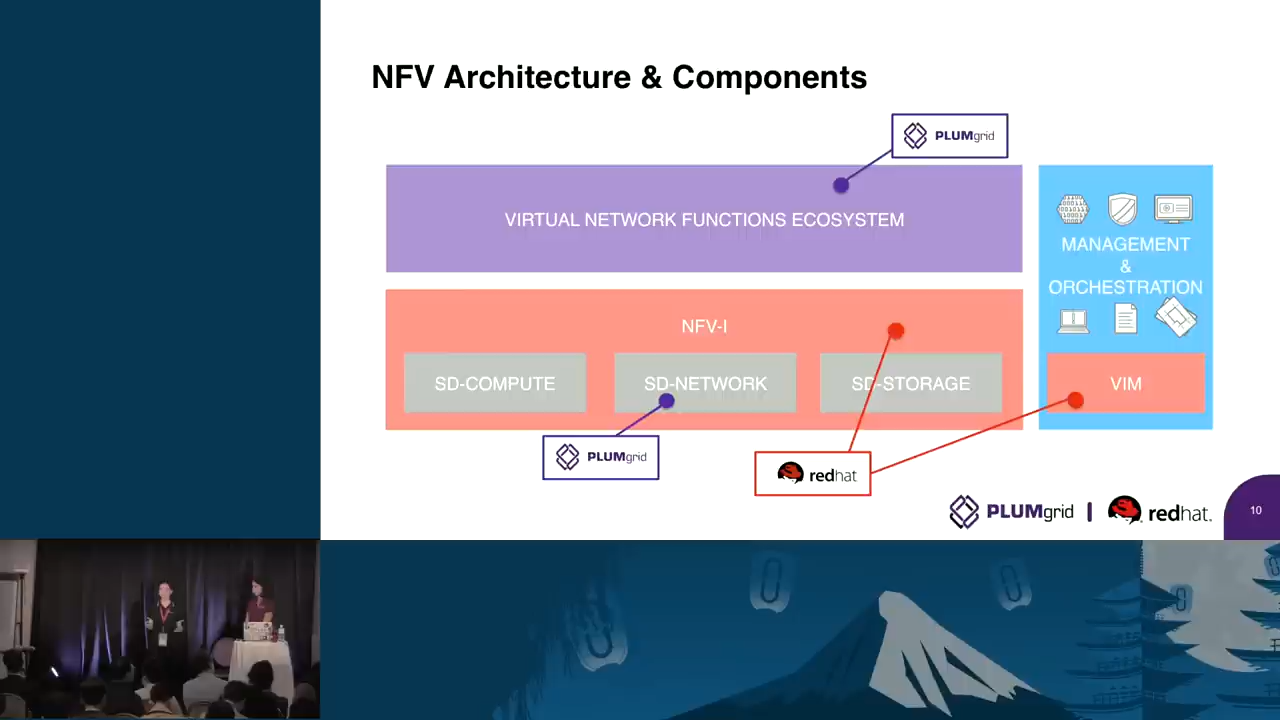 NFV Architecture & Components
PLUMgrid
VIRTUAL NETWORK FUNCTIONS ECOSYSTEM
MANAGEMENT
&
ORCHESTRATION
NFV-I
SD-COMPUTE
SD-NETWORK
SD-STORAGE
VIM
PLUMgrid
redhat
PLUMgrid | redhat.
10